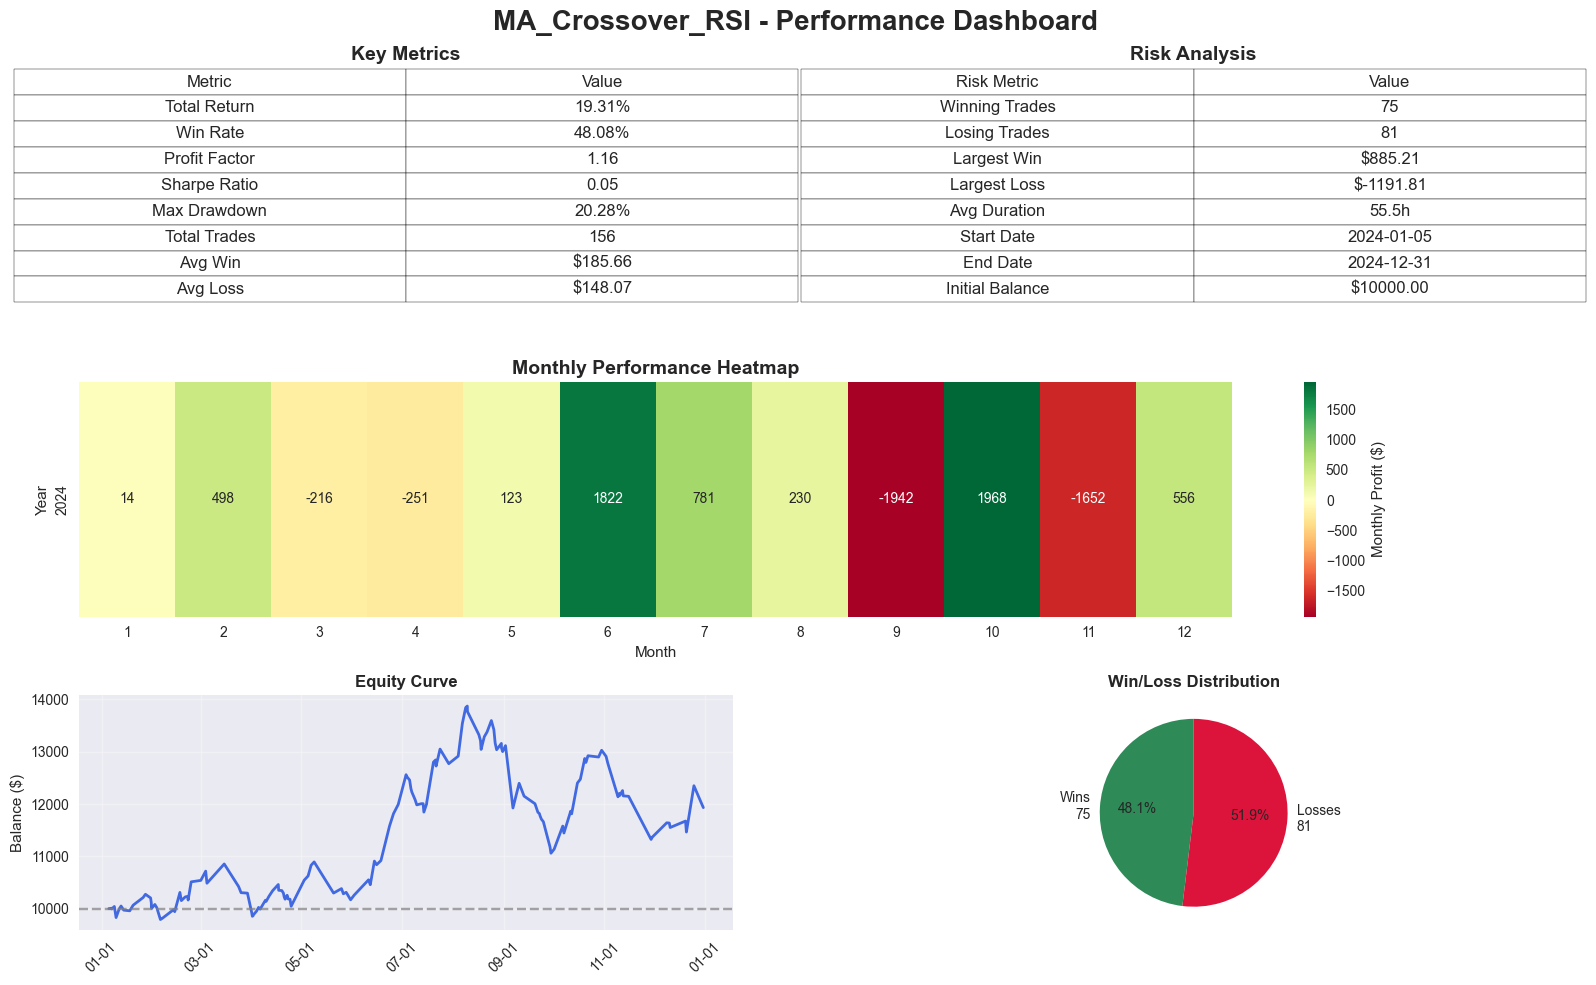 MA_Crossover_RSI - Performance Dashboard
Key Metrics
Metric Value
Total Return 19.31%
Win Rate 48.08%
Profit Factor 1.16
Sharpe Ratio 0.05
Max Drawdown 20.28%
Total Trades 156
Avg Win $185.66
Avg Loss $148.07
Risk Analysis
Risk Metric Value
Winning Trades 75
Losing Trades 81
Largest Win $885.21
Largest Loss $-1191.81
Avg Duration 55.5h
Start Date 2024-01-05
End Date 2024-12-31
Initial Balance $10000.00
Monthly Performance Heatmap
Year
2024
14 498 -216 -251 123 1822 781 230 -1942 1968 -1652 556
1 2 3 4 5 6 7 8 9 10 11 12
Month
1500
1000
500
0
−500
−1000
−1500
Monthly Profit ($)
Equity Curve
Balance ($)
14000
13000
12000
11000
10000
01-01 03-01 05-01 07-01 09-01 11-01 01-01
Win/Loss Distribution
Wins
75
48.1%
51.9%
Losses
81